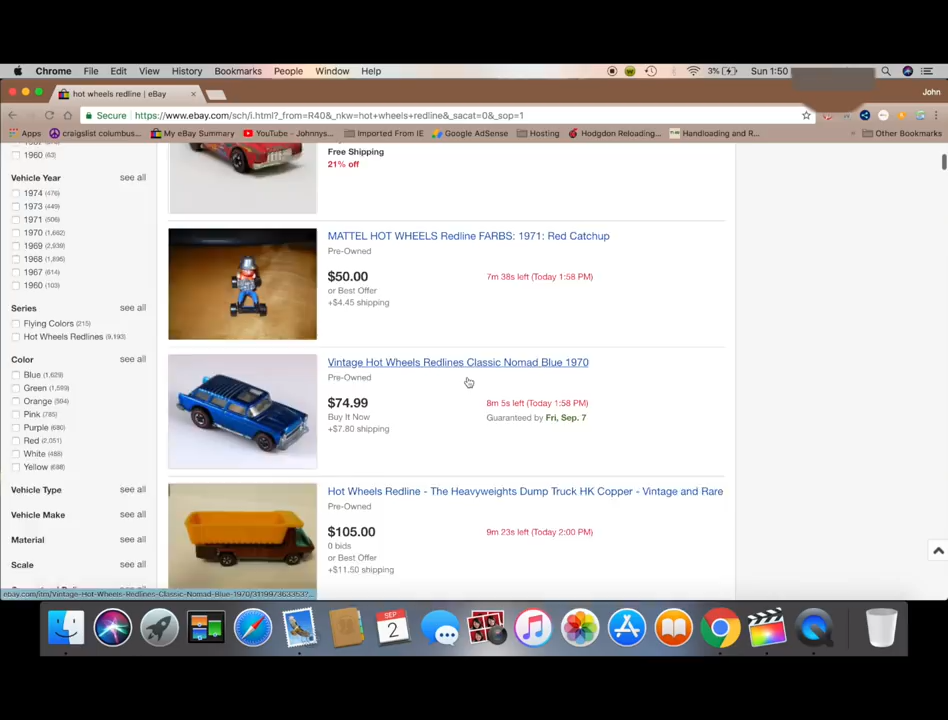 Chrome File Edit View History Bookmarks People Window Help 3% Sun 1:50
hot wheels redline | eBay × John
Secure https://www.ebay.com/sch/i.html?_from=R40&_nkw=hot+wheels+redline&_sacat=0&_sop=1
Apps craigslist columbus... My eBay Summary YouTube - Johnnys... Imported From IE Google AdSense Hosting Hodgdon Reloading... Handloading and R... » Other Bookmarks
1960 (63)
Vehicle Year see all
1974 (476)
1973 (449)
1971 (506)
1970 (1,662)
1969 (2,939)
1968 (1,895)
1967 (614)
1960 (103)
Series see all
Flying Colors (215)
Hot Wheels Redlines (9,193)
Color see all
Blue (1,629)
Green (1,599)
Orange (904)
Pink (785)
Purple (680)
Red (2,051)
White (488)
Yellow (698)
Vehicle Type see all
Vehicle Make see all
Material see all
Scale see all
Free Shipping
21% off
MATTEL HOT WHEELS Redline FARBS: 1971: Red Catchup
Pre-Owned
$50.00 7m 38s left (Today 1:58 PM)
or Best Offer
+$4.45 shipping
Vintage Hot Wheels Redlines Classic Nomad Blue 1970
Pre-Owned
$74.99 8m 5s left (Today 1:58 PM)
Buy It Now Guaranteed by Fri, Sep. 7
+$7.80 shipping
Hot Wheels Redline - The Heavyweights Dump Truck HK Copper - Vintage and Rare
Pre-Owned
$105.00 9m 23s left (Today 2:00 PM)
0 bids
or Best Offer
+$11.50 shipping
SEP
2